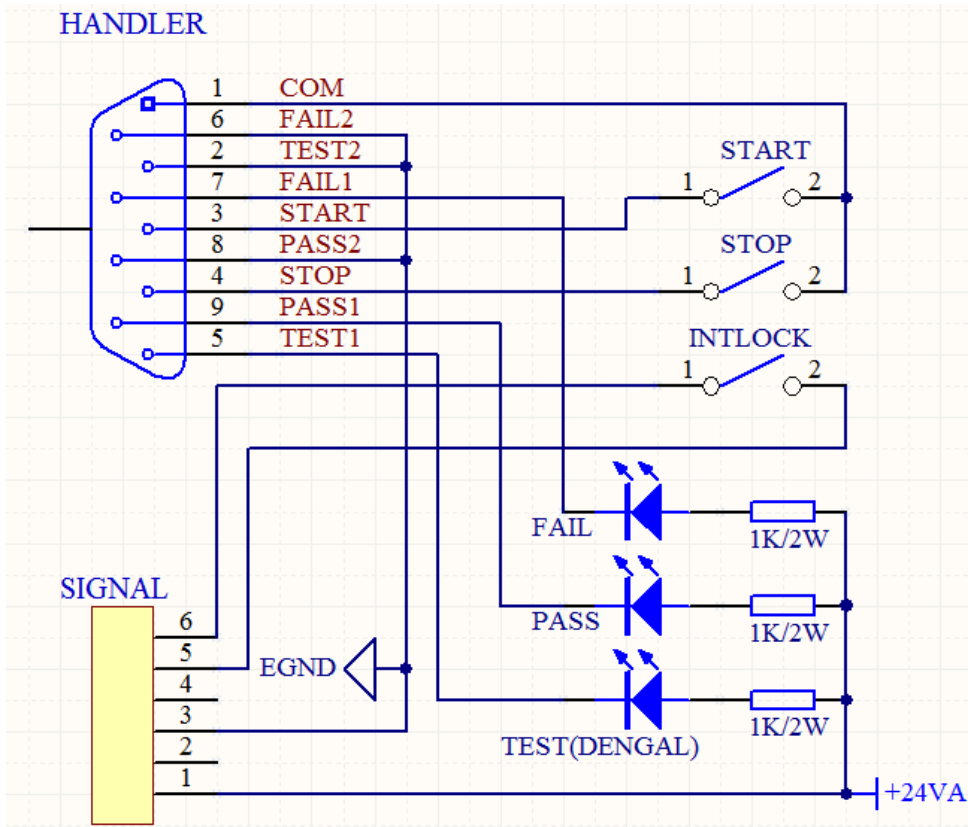 HANDLER
1 COM
6 FAIL2
2 TEST2
7 FAIL1
3 START
8 PASS2
4 STOP
9 PASS1
5 TEST1
START
1 2
STOP
1 2
INTLOCK
1 2
FAIL
1K/2W
PASS
1K/2W
TEST(DENGAL)
1K/2W
SIGNAL
6
5
4
3
2
1
EGND
+24VA